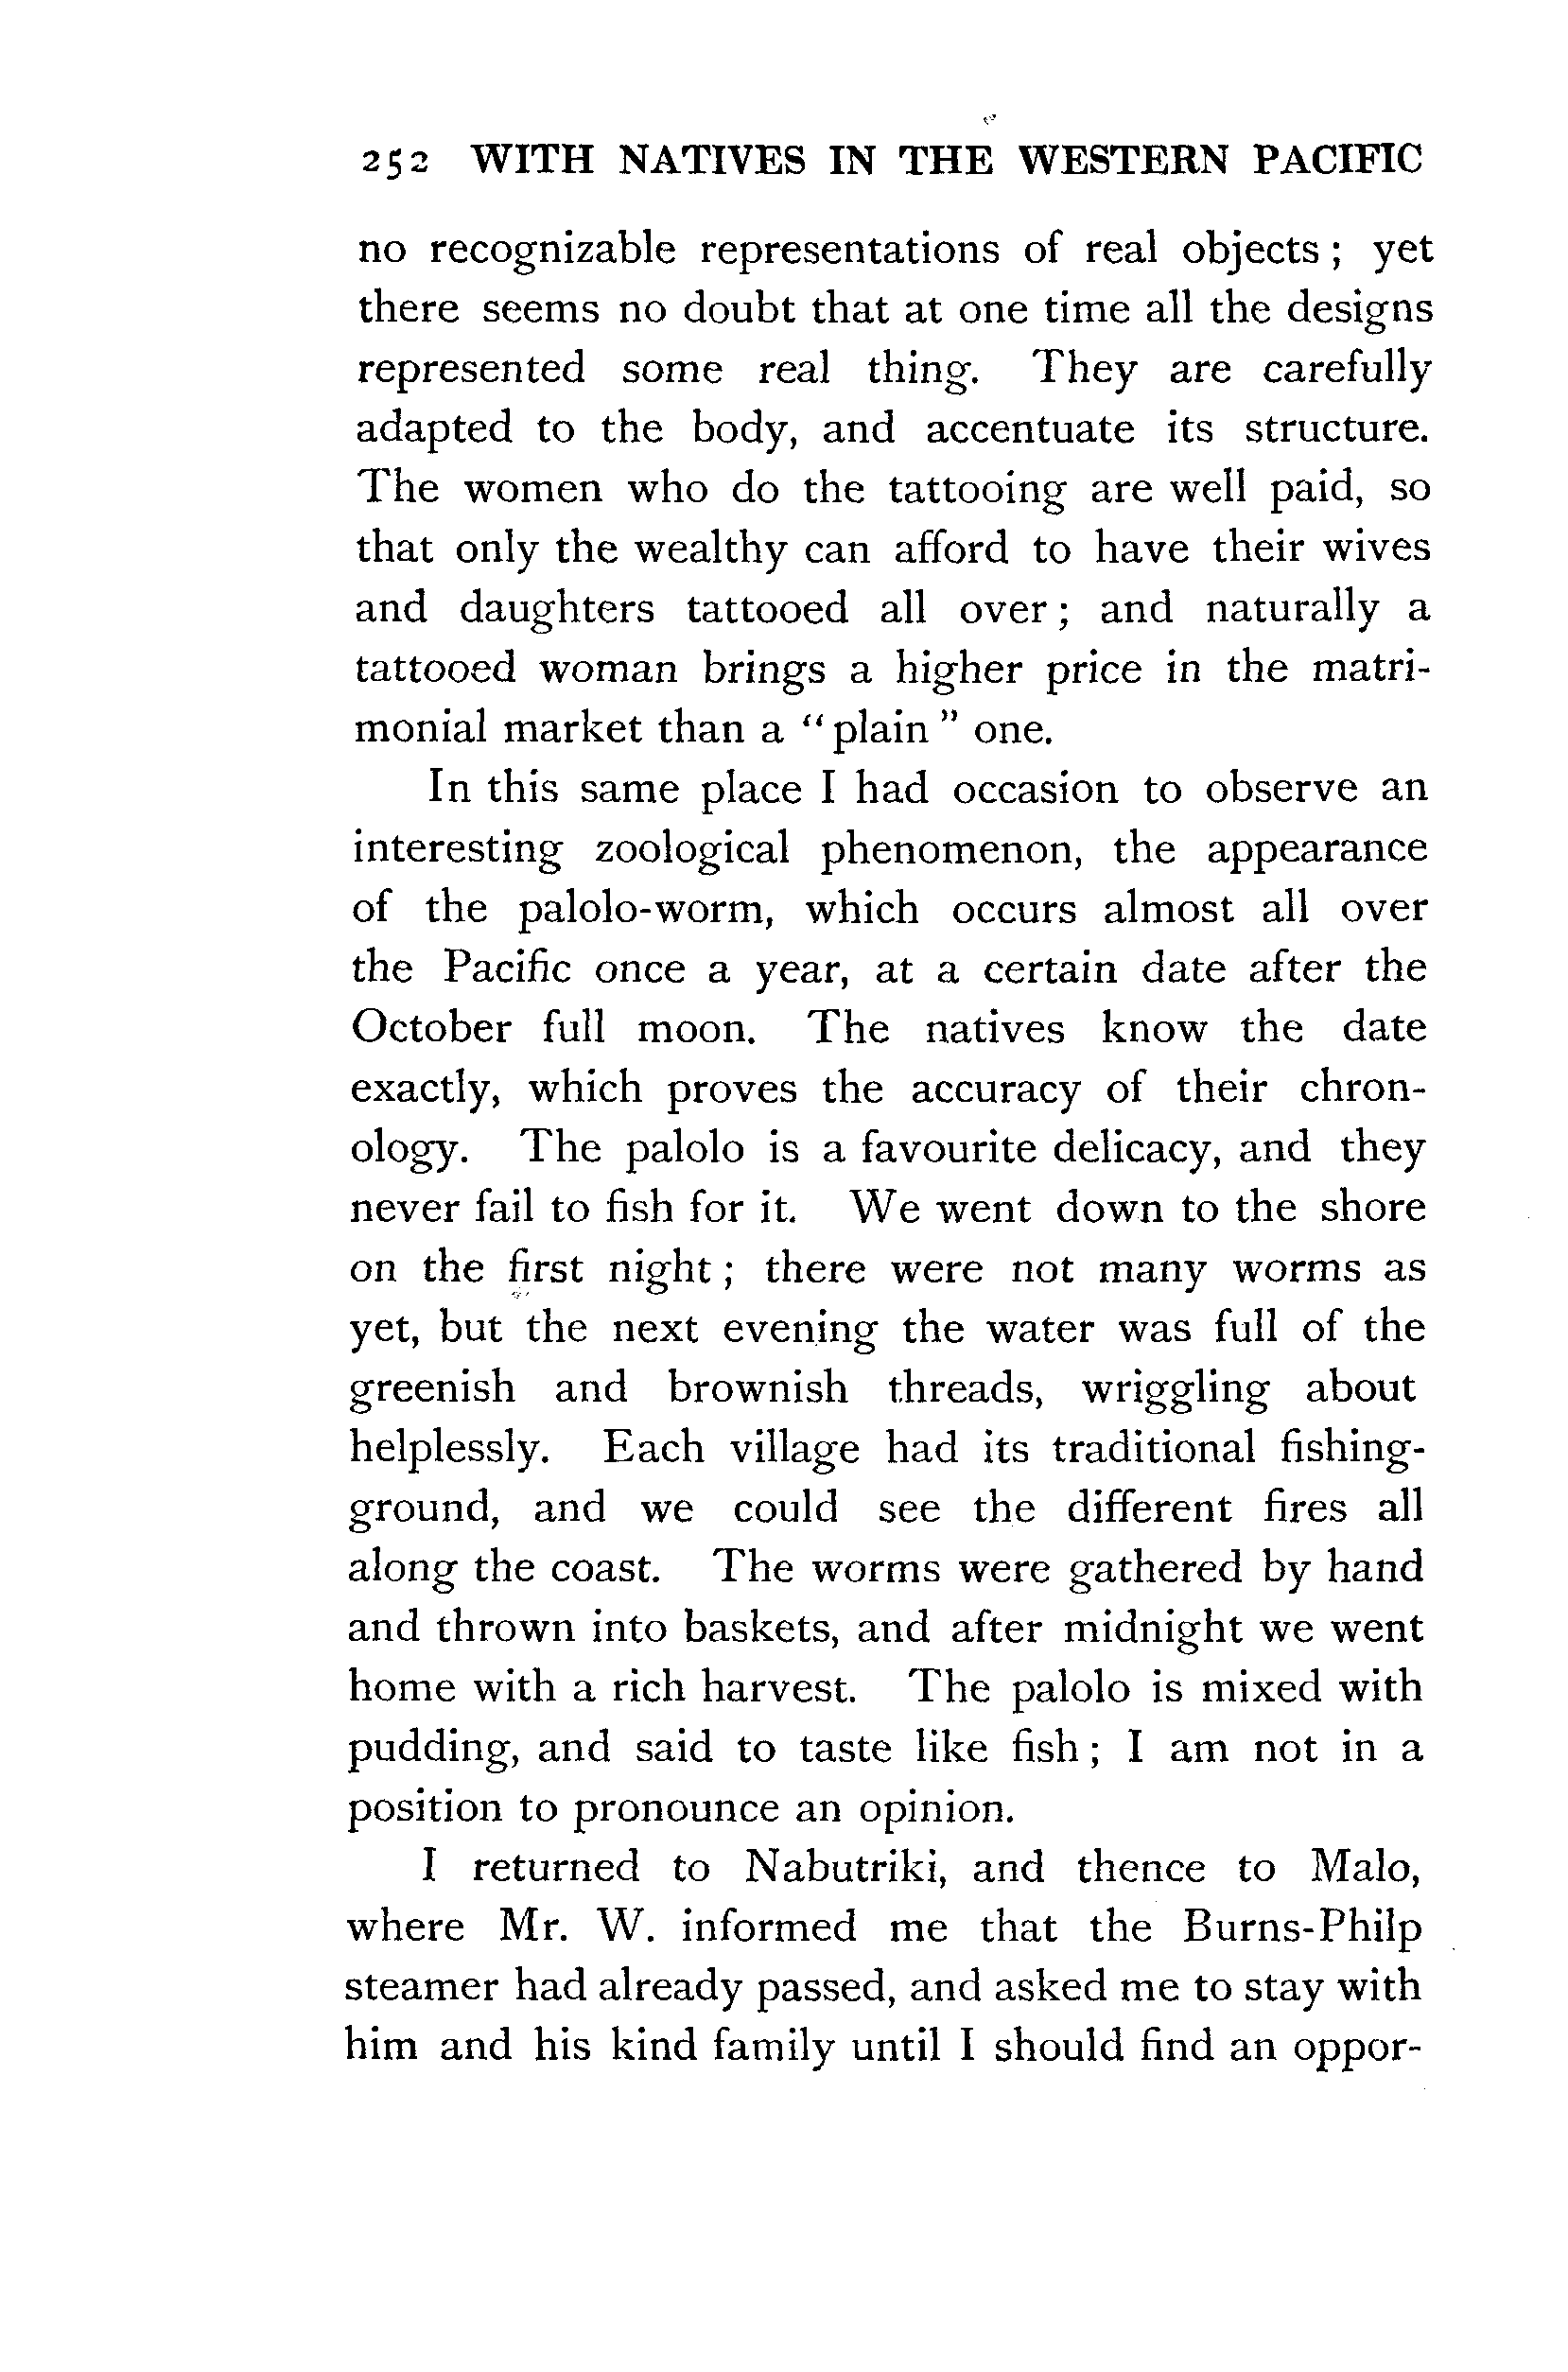 252 WITH NATIVES IN THE WESTERN PACIFIC
no recognizable representations of real objects ; yet
there seems no doubt that at one time all the designs
represented some real thing. They are carefully
adapted to the body, and accentuate its structure.
The women who do the tattooing are well paid, so
that only the wealthy can afford to have their wives
and daughters tattooed all over ; and naturally a
tattooed woman brings a higher price in the matri-
monial market than a “ plain ” one.
In this same place I had occasion to observe an
interesting zoological phenomenon, the appearance
of the palolo-worm, which occurs almost all over
the Pacific once a year, at a certain date after the
October full moon. The natives know the date
exactly, which proves the accuracy of their chron-
ology. The palolo is a favourite delicacy, and they
never fail to fish for it. We went down to the shore
on the first night ; there were not many worms as
yet, but the next evening the water was full of the
greenish and brownish threads, wriggling about
helplessly. Each village had its traditional fishing-
ground, and we could see the different fires all
along the coast. The worms were gathered by hand
and thrown into baskets, and after midnight we went
home with a rich harvest. The palolo is mixed with
pudding, and said to taste like fish ; I am not in a
position to pronounce an opinion.
I returned to Nabutriki, and thence to Malo,
where Mr. W. informed me that the Burns-Philp
steamer had already passed, and asked me to stay with
him and his kind family until I should find an oppor-